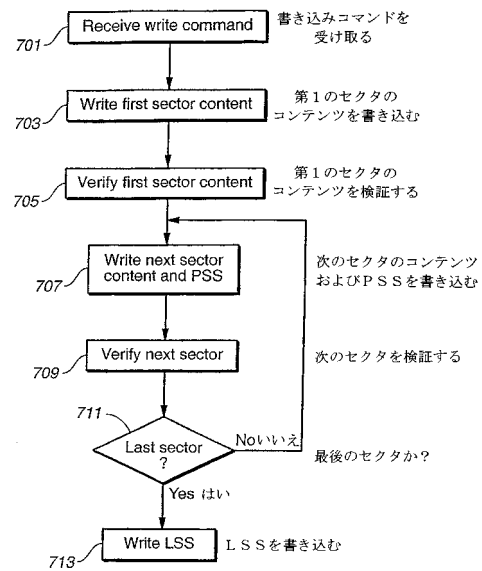 Receive write command
書き込みコマンドを
受け取る
701
Write first sector content
第1のセクタの
コンテンツを書き込む
703
Verify first sector content
第1のセクタの
コンテンツを検証する
705
Write next sector
content and PSS
次のセクタのコンテンツ
およびPSSを書き込む
707
Verify next sector
次のセクタを検証する
709
711
Last sector
?
Noいいえ
最後のセクタか?
Yes はい
Write LSS
LSSを書き込む
713